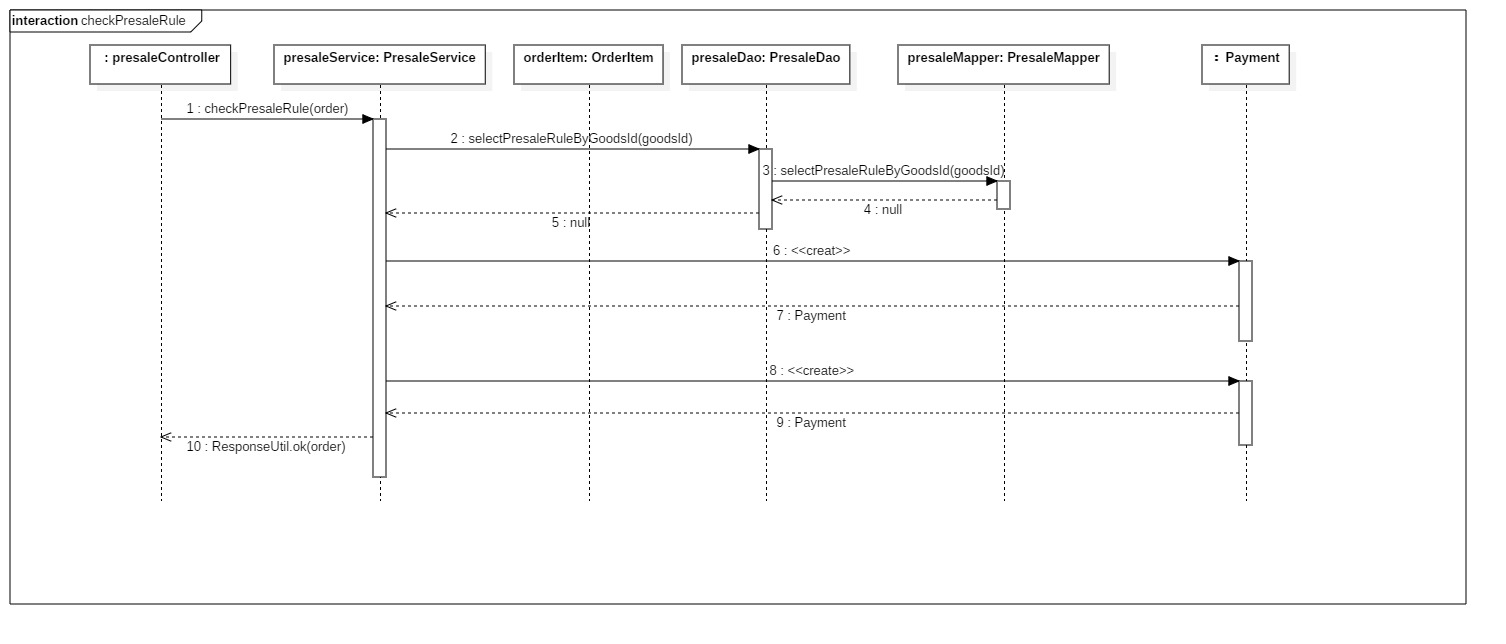 interaction checkPresaleRule
: presaleController
presaleService: PresaleService
orderItem: OrderItem
presaleDao: PresaleDao
presaleMapper: PresaleMapper
: Payment
1 : checkPresaleRule(order)
2 : selectPresaleRuleByGoodsId(goodsId)
3 : selectPresaleRuleByGoodsId(goodsId)
4 : null
5 : null
6 : <<creat>>
7 : Payment
8 : <<create>>
9 : Payment
10 : ResponseUtil.ok(order)